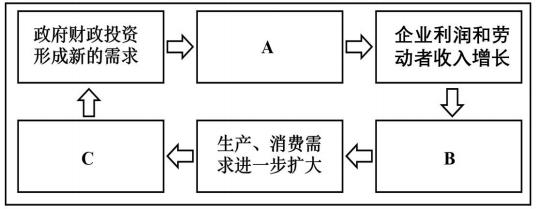 政府财政投资
形成新的需求
A
企业利润和劳
动者收入增长
C
生产、消费需
求进一步扩大
B